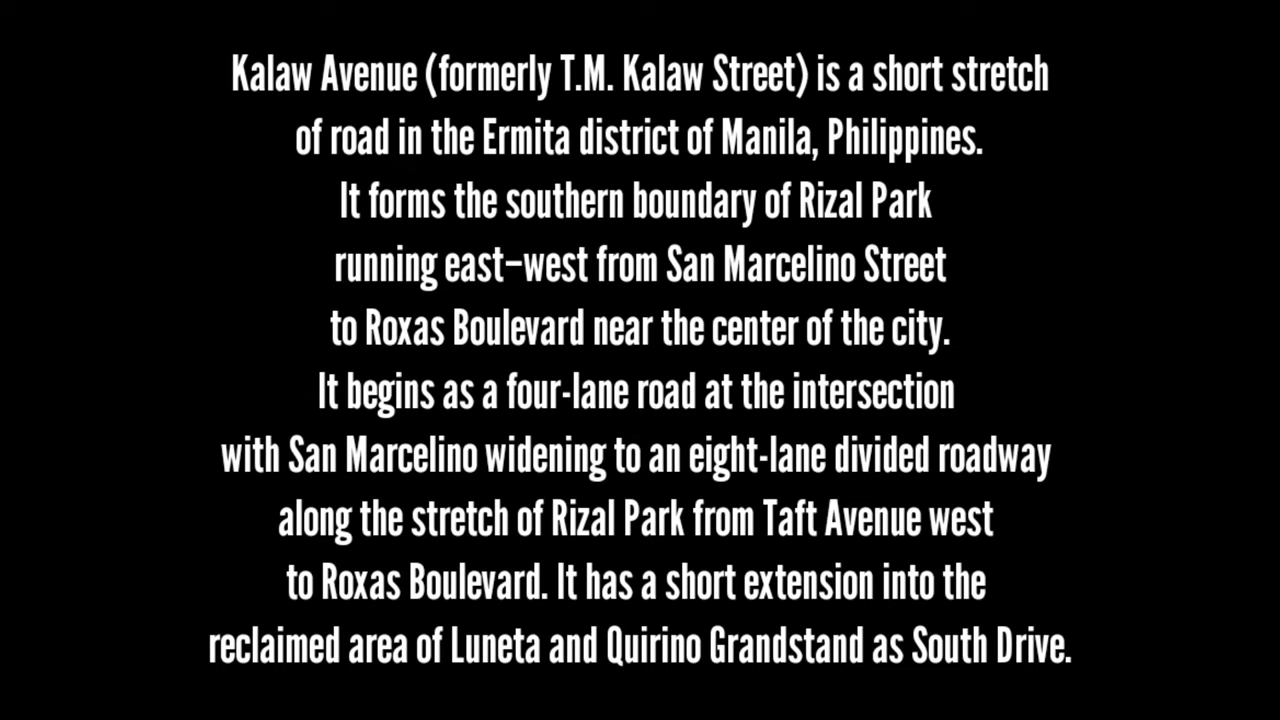 Kalaw Avenue (formerly T.M. Kalaw Street) is a short stretch
of road in the Ermita district of Manila, Philippines.
It forms the southern boundary of Rizal Park
running east–west from San Marcelino Street
to Roxas Boulevard near the center of the city.
It begins as a four-lane road at the intersection
with San Marcelino widening to an eight-lane divided roadway
along the stretch of Rizal Park from Taft Avenue west
to Roxas Boulevard. It has a short extension into the
reclaimed area of Luneta and Quirino Grandstand as South Drive.